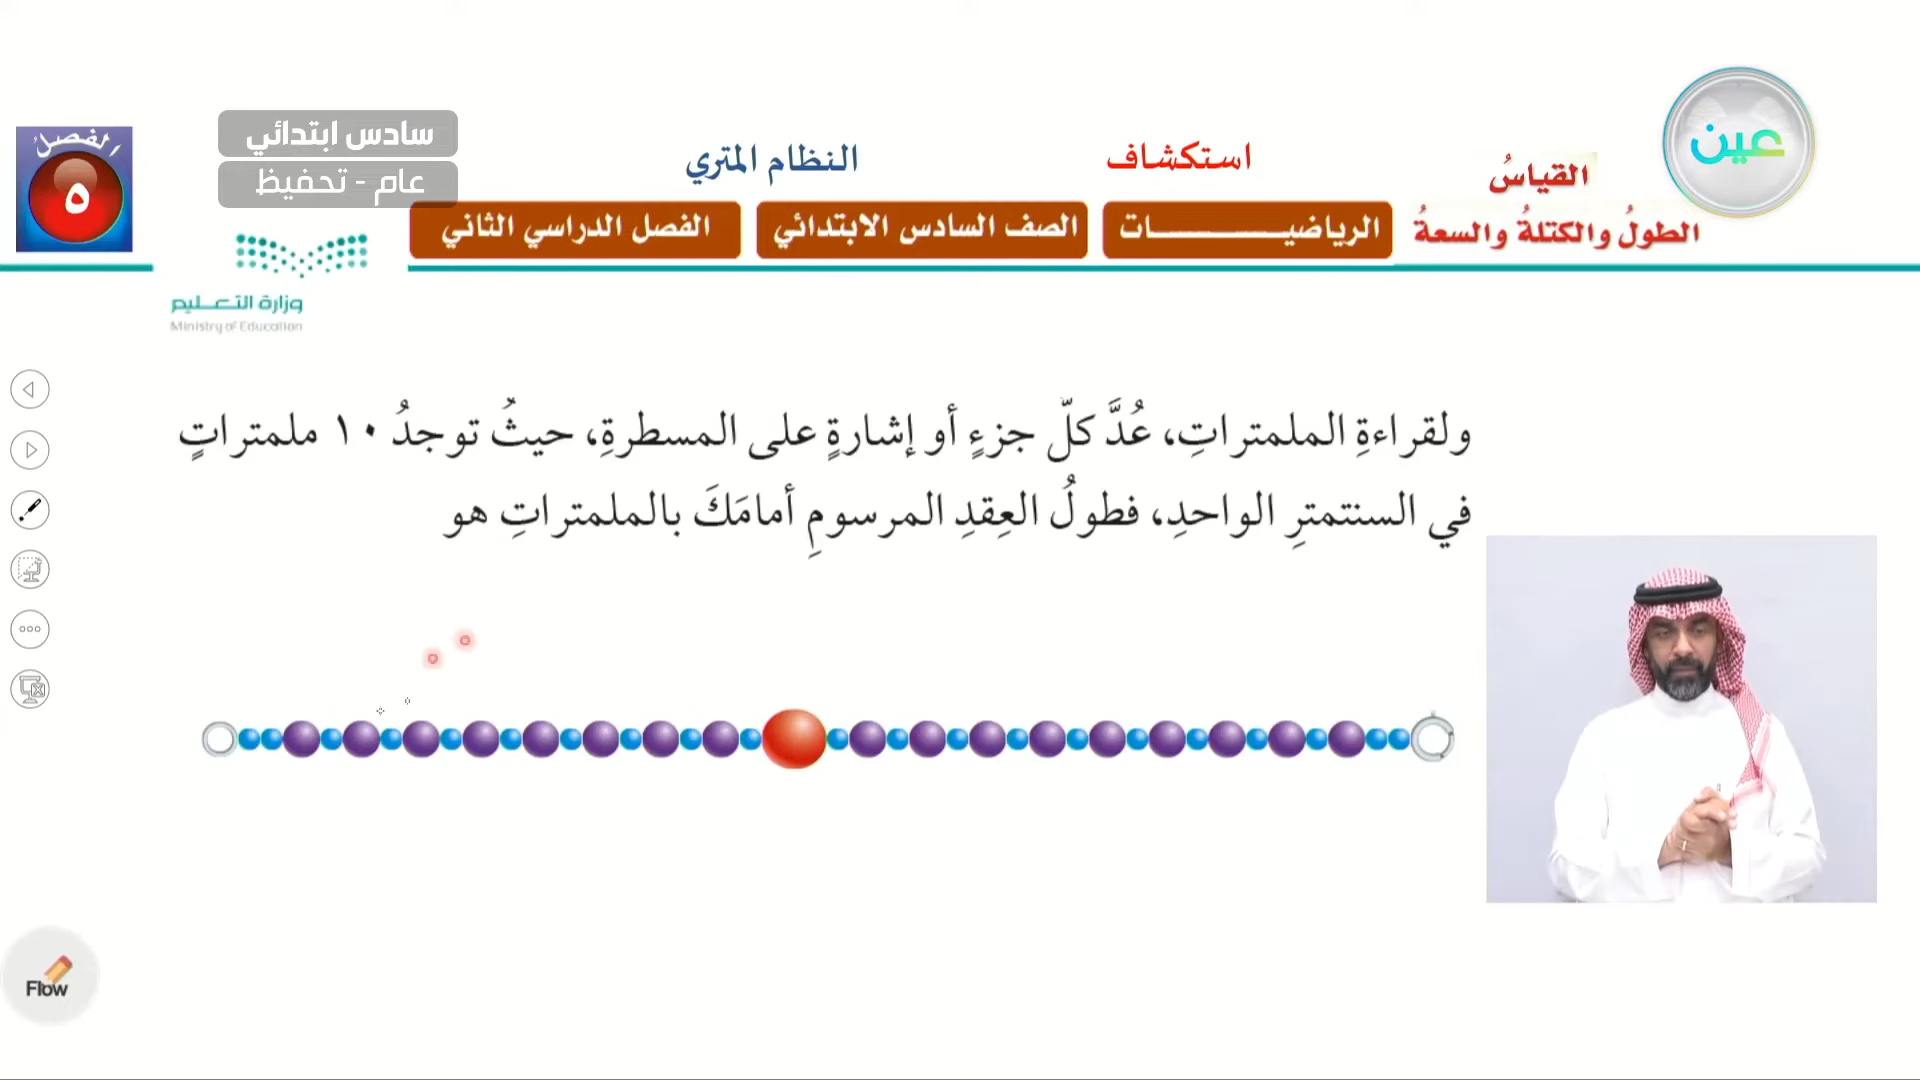 عين
القياسُ
الطولُ والكتلةُ والسعةُ
استكشاف
النظام المتري
الرياضيـــــــــات
الصف السادس الابتدائي
الفصل الدراسي الثاني
سادس ابتدائي
عام - تحفيظ
الفصلُ
٥
وزارة التعـليم
Ministry of Education
ولقراءةِ الملمتراتِ، عُدَّ كلّ جزءٍ أو إشارةٍ على المسطرةِ، حيثُ توجدُ ١٠ ملمتراتٍ
في السنتمترِ الواحدِ، فطولُ العِقدِ المرسومِ أمامَكَ بالملمتراتِ هو
Flow